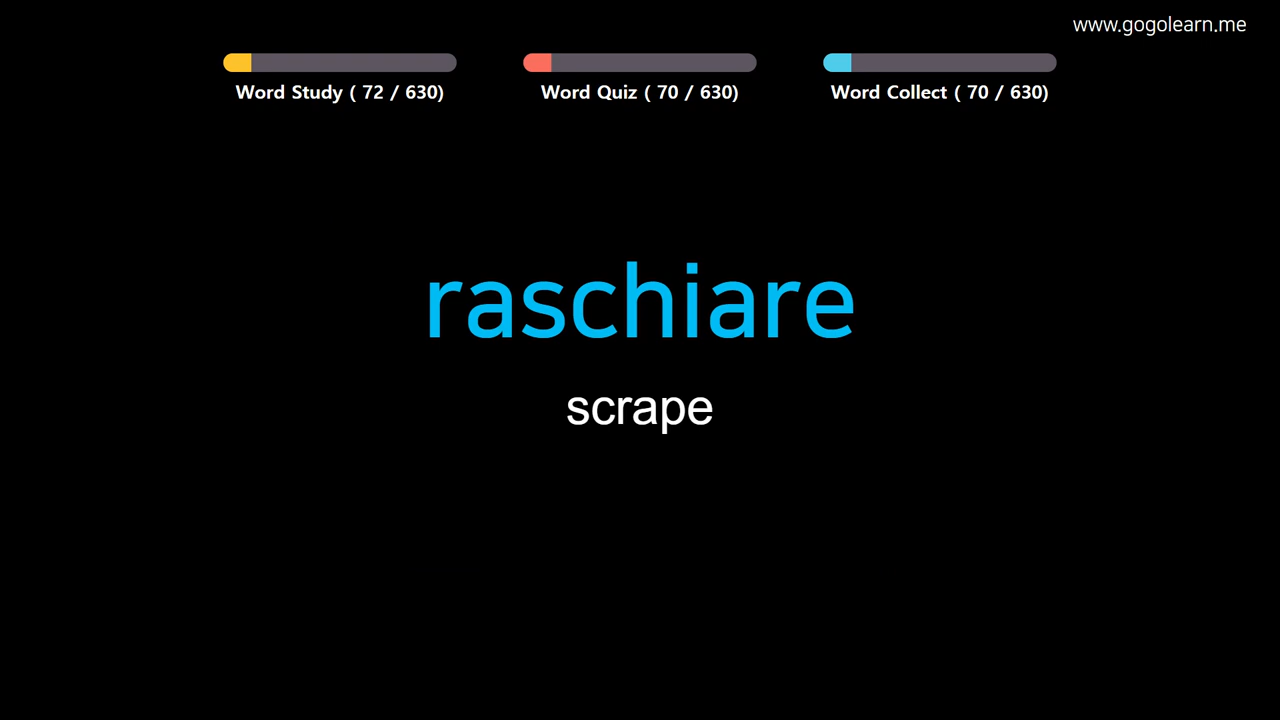 www.gogolearn.me
Word Study ( 72 / 630)
Word Quiz ( 70 / 630)
Word Collect ( 70 / 630)
raschiare
scrape